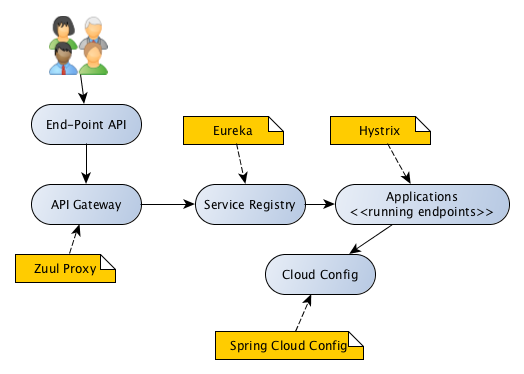 End-Point API
Eureka
Hystrix
API Gateway
Service Registry
Applications
<<running endpoints>>
Zuul Proxy
Cloud Config
Spring Cloud Config